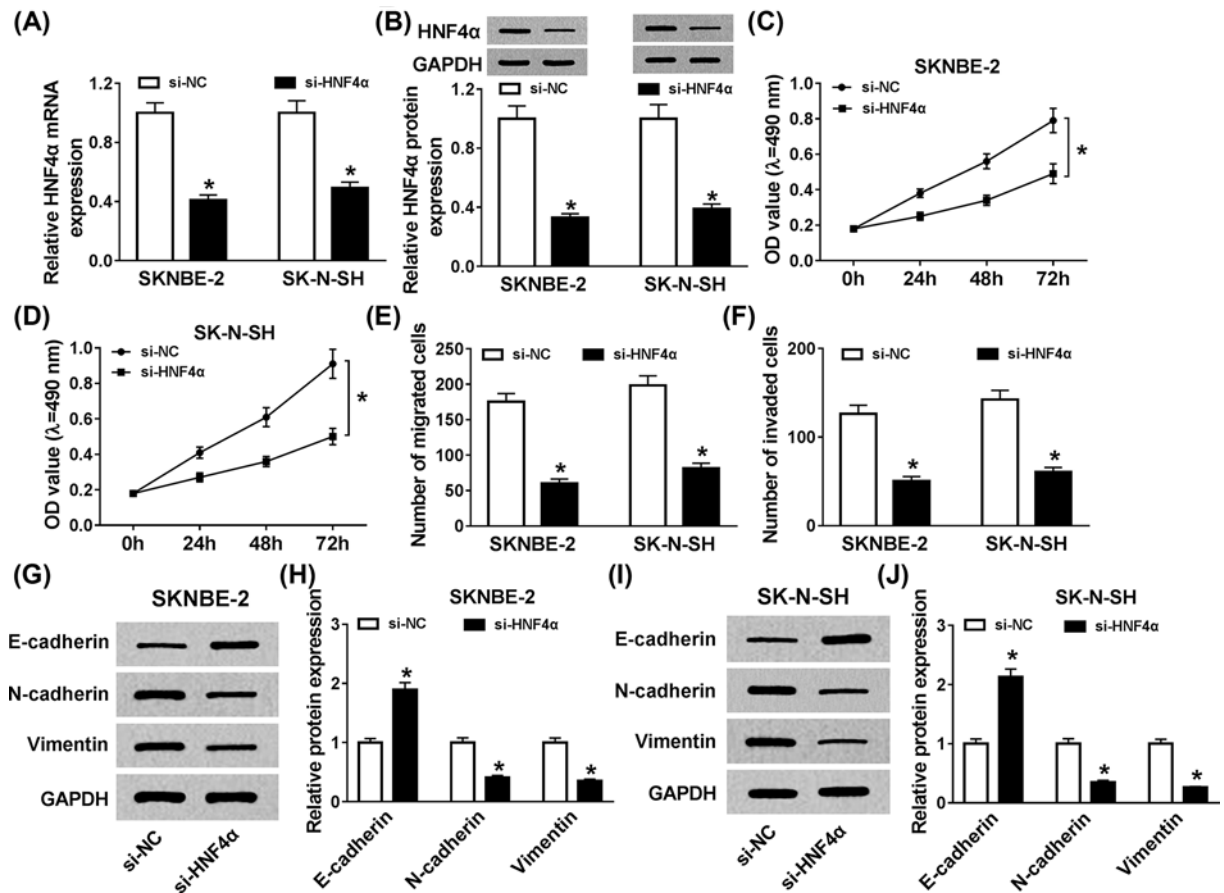 (A)
si-NC si-HNF4α
Relative HNF4α mRNA
expression
1.2
0.8
0.4
0.0
* *
SKNBE-2 SK-N-SH
(B)
HNF4α
GAPDH
si-NC si-HNF4α
Relative HNF4α protein
expression
1.2
0.8
0.4
0.0
* *
SKNBE-2 SK-N-SH
(C)
SKNBE-2
si-NC
si-HNF4α
OD value (λ=490 nm)
1.0
0.8
0.6
0.4
0.2
0.0
*
0h 24h 48h 72h
(D)
SK-N-SH
si-NC
si-HNF4α
OD value (λ=490 nm)
1.0
0.8
0.6
0.4
0.2
0.0
*
0h 24h 48h 72h
(E)
si-NC si-HNF4α
Number of migrated cells
250
200
150
100
50
0
* *
SKNBE-2 SK-N-SH
(F)
si-NC si-HNF4α
Number of invaded cells
200
150
100
50
0
* *
SKNBE-2 SK-N-SH
(G)
SKNBE-2
E-cadherin
N-cadherin
Vimentin
GAPDH
si-NC
si-HNF4α
(H)
SKNBE-2
si-NC si-HNF4α
Relative protein expression
3
2
1
0
* * *
E-cadherin
N-cadherin
Vimentin
(I)
SK-N-SH
E-cadherin
N-cadherin
Vimentin
GAPDH
si-NC
si-HNF4α
(J)
SK-N-SH
si-NC si-HNF4α
Relative protein expression
3
2
1
0
* * *
E-cadherin
N-cadherin
Vimentin